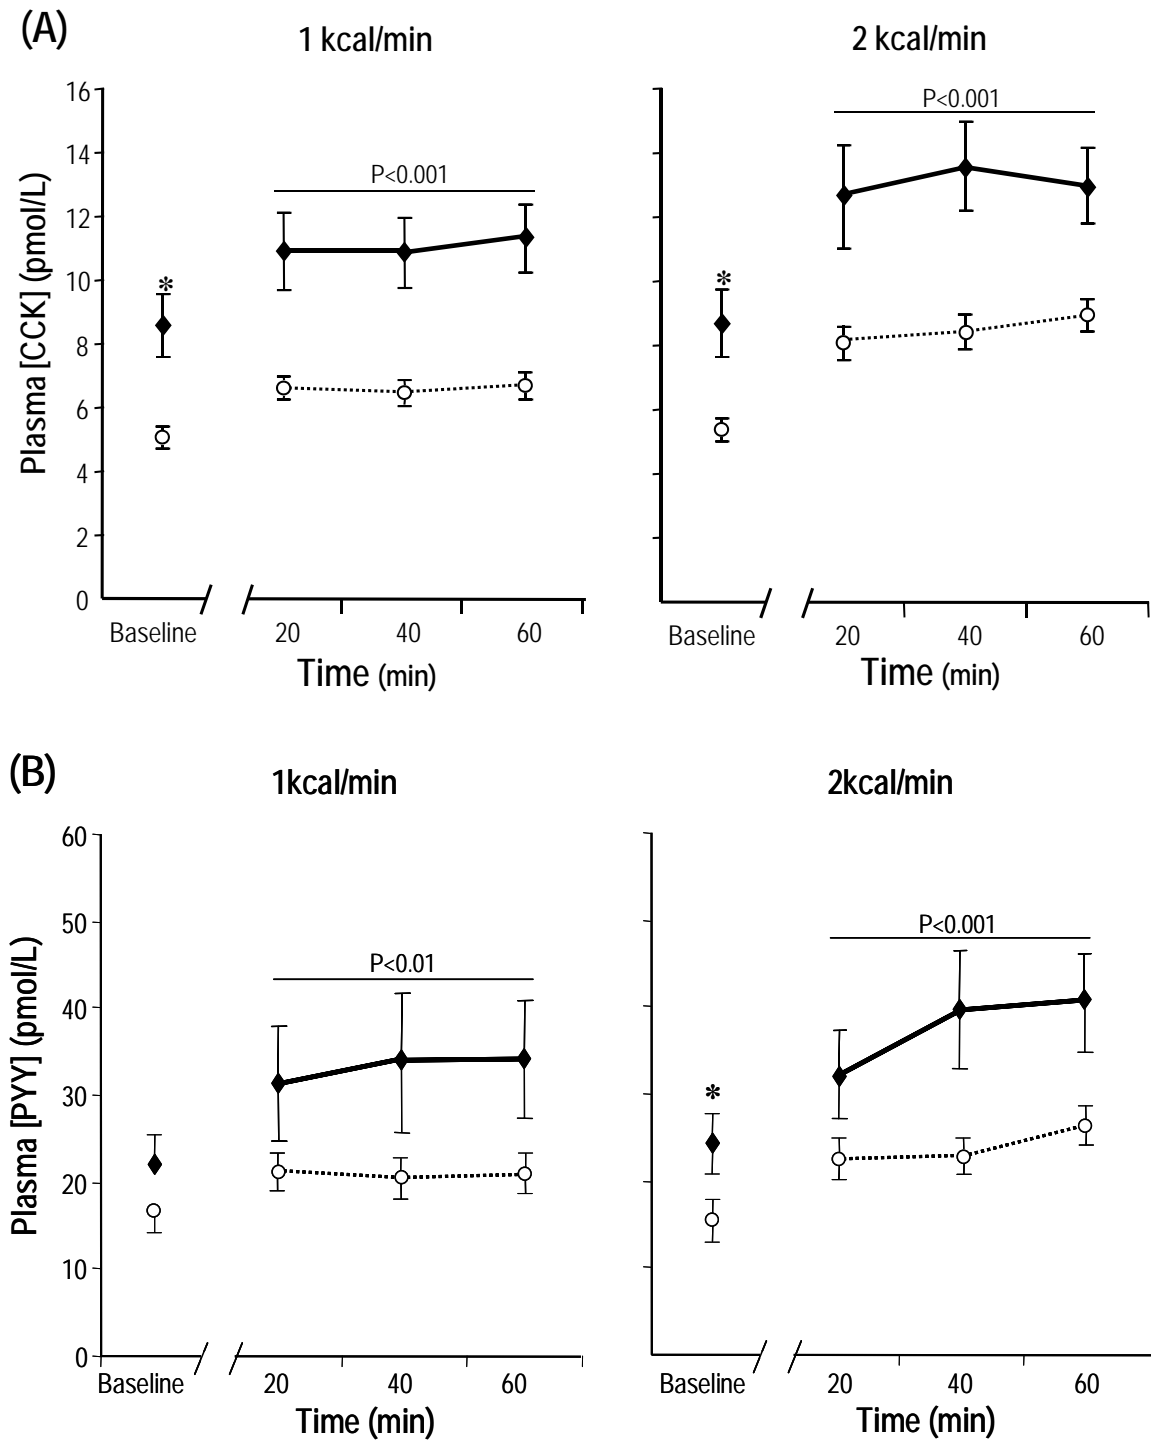 (A)
1 kcal/min
2 kcal/min
Plasma [CCK] (pmol/L)
16
14
12
10
8
6
4
2
0
P<0.001
*
Baseline
20
40
60
Time (min)
P<0.001
*
Baseline
20
40
60
Time (min)
(B)
1kcal/min
2kcal/min
Plasma [PYY] (pmol/L)
60
50
40
30
20
10
0
P<0.01
Baseline
20
40
60
Time (min)
P<0.001
*
Baseline
20
40
60
Time (min)